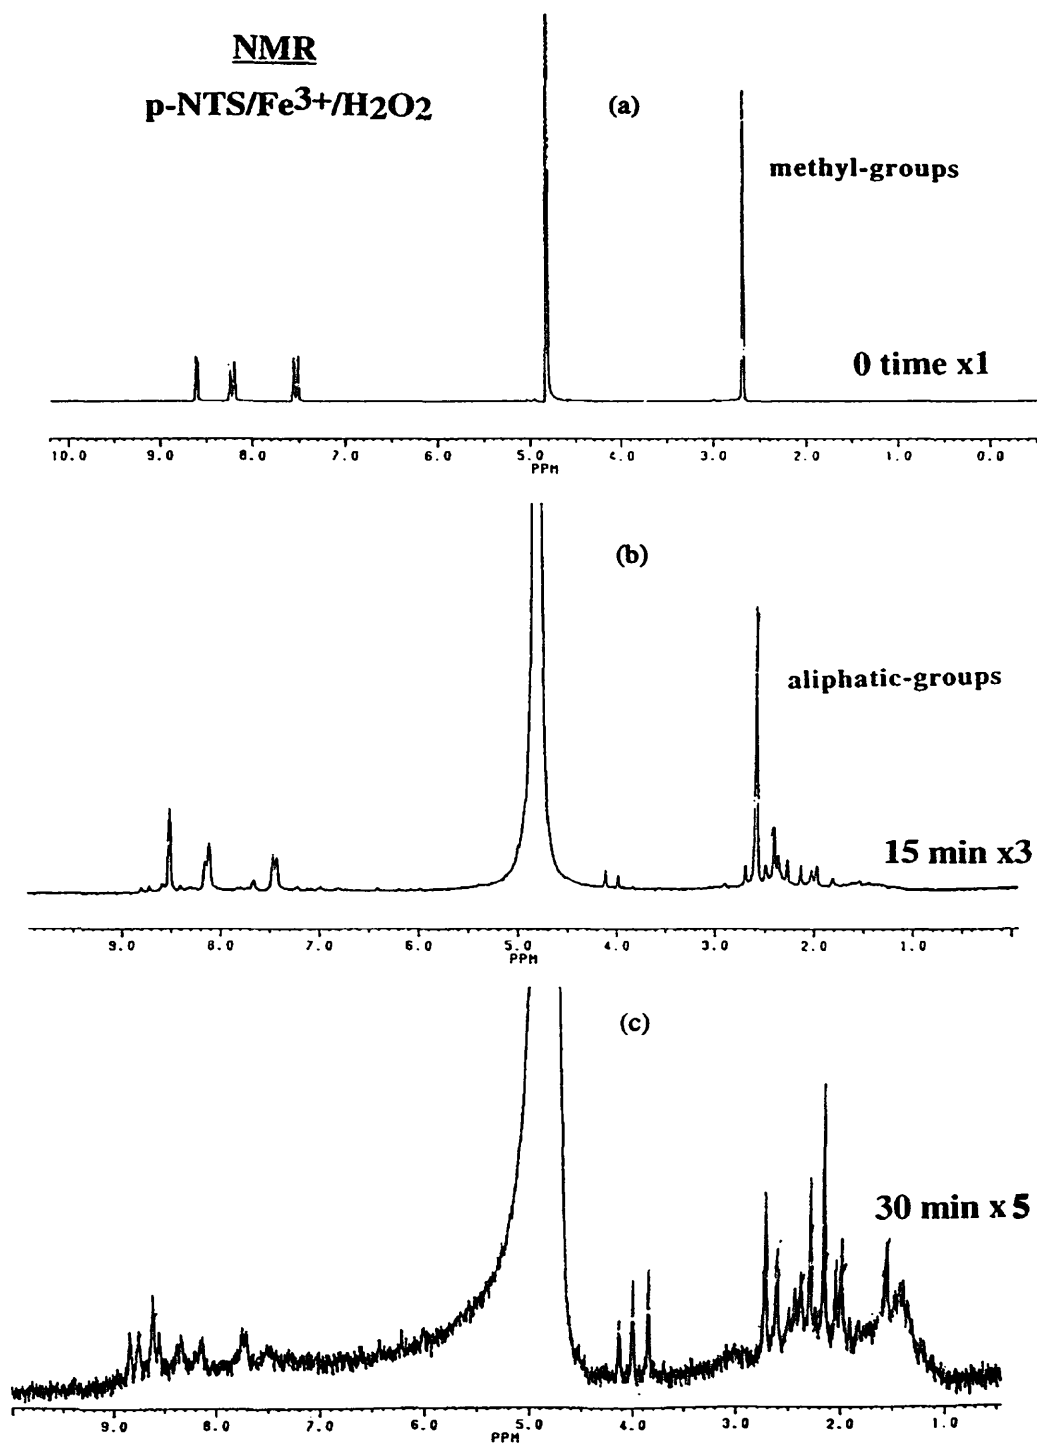 NMR
p-NTS/Fe3+/H2O2
(a)
methyl-groups
0 time x1
10.0 9.0 8.0 7.0 6.0 5.0 4.0 3.0 2.0 1.0 0.0
PPM
(b)
aliphatic-groups
15 min x3
9.0 8.0 7.0 6.0 5.0 4.0 3.0 2.0 1.0
PPM
(c)
30 min x 5
9.0 8.0 7.0 6.0 5.0 4.0 3.0 2.0 1.0
PPM